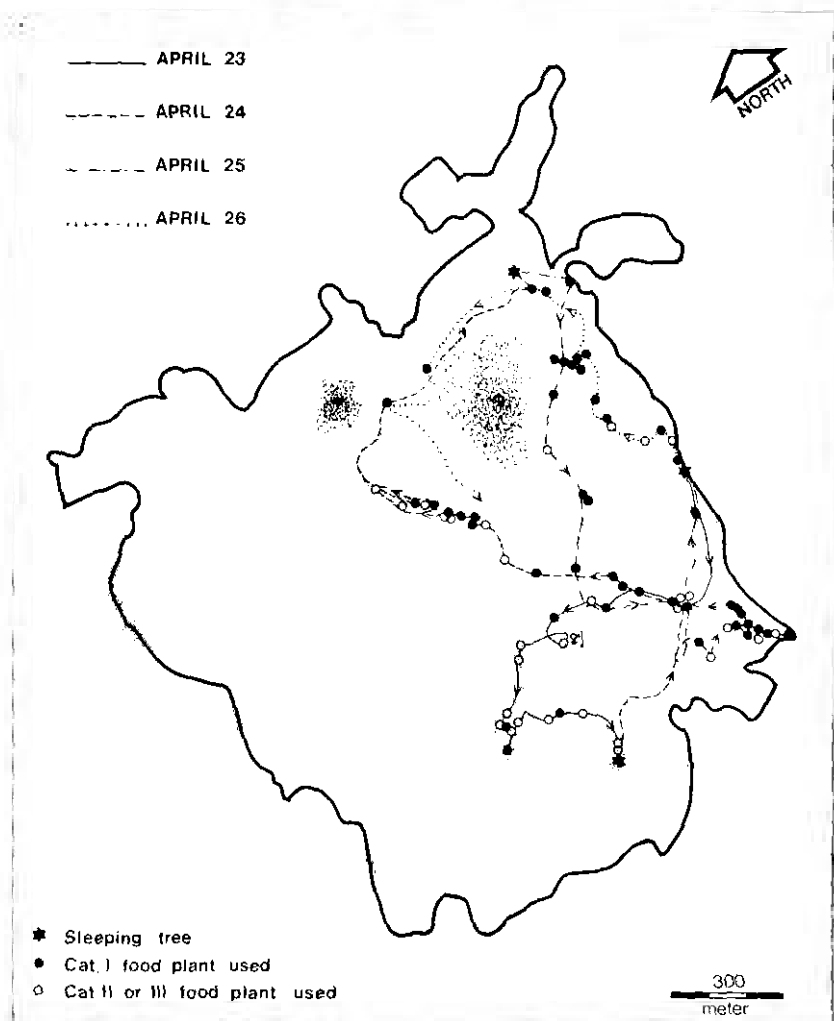 APRIL 23
APRIL 24
APRIL 25
APRIL 26
NORTH
Sleeping tree
Cat. I food plant used
Cat II or III food plant used
300
meter